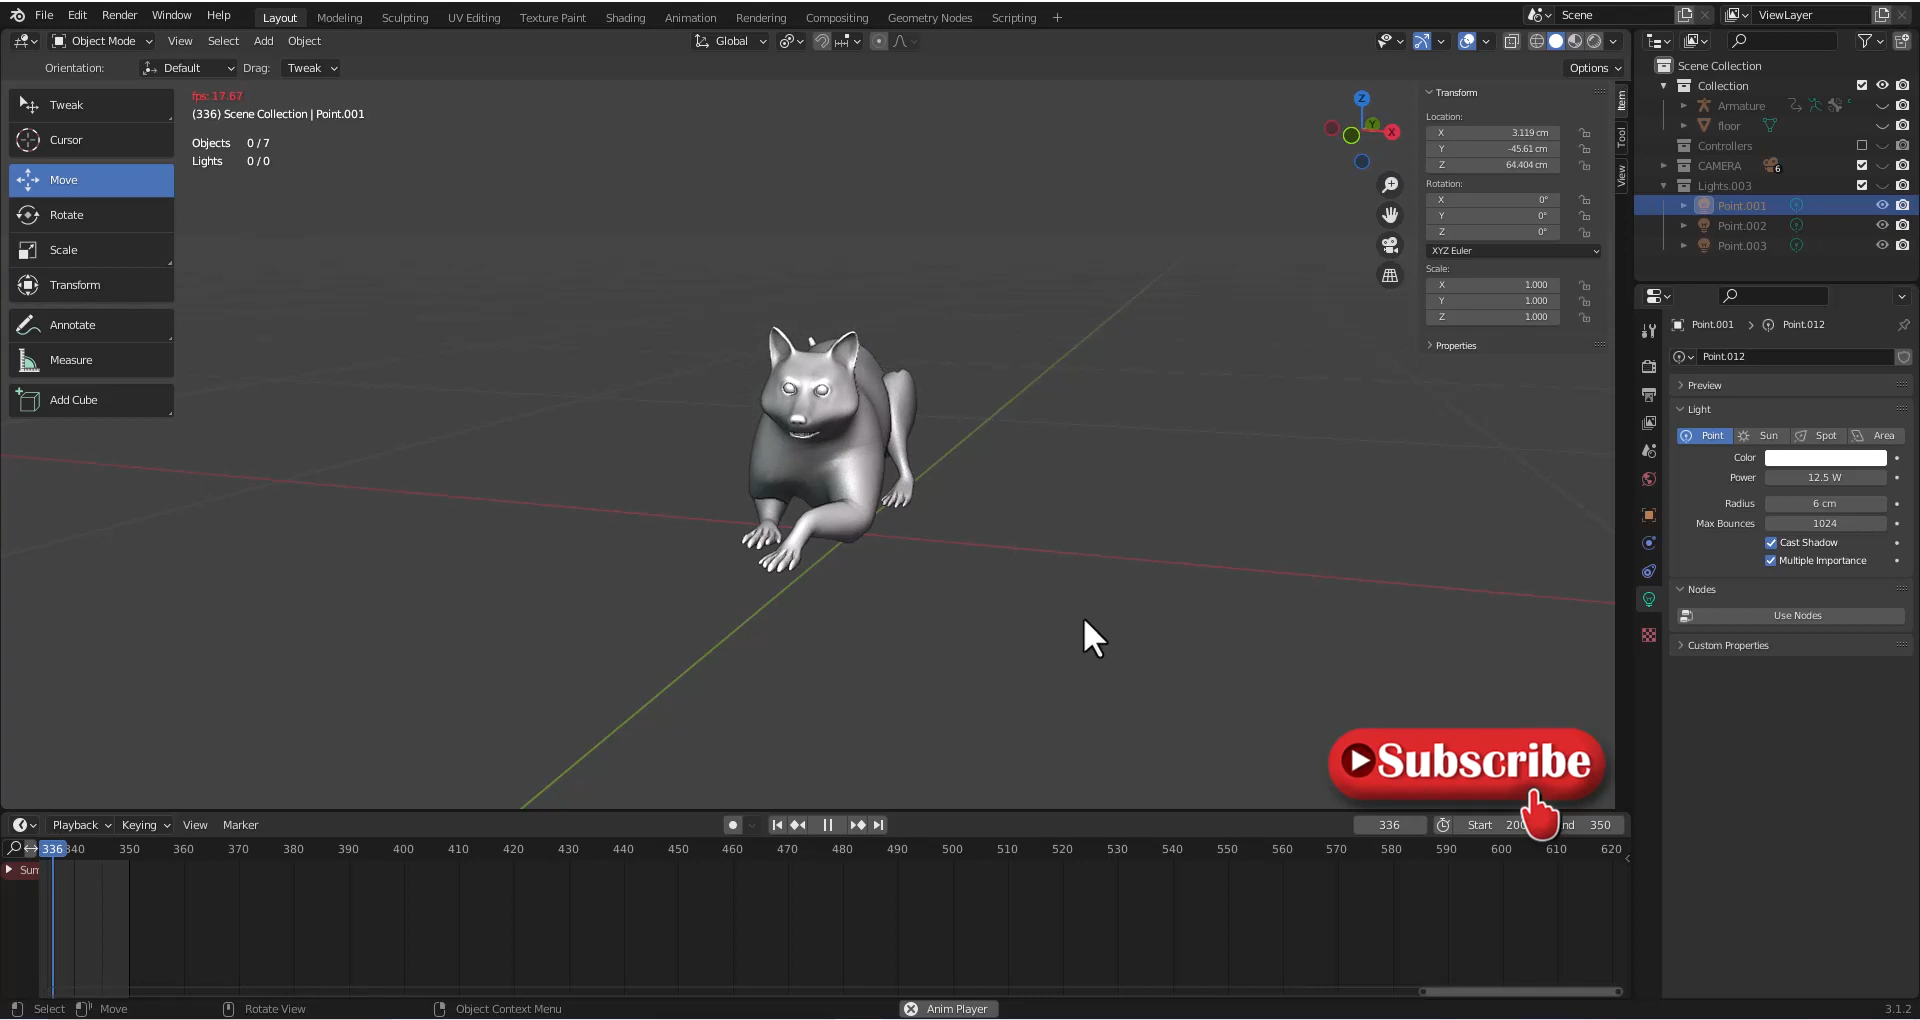 File Edit Render Window Help Layout Modeling Sculpting UV Editing Texture Paint Shading Animation Rendering Compositing Geometry Nodes Scripting + Scene ViewLayer
Object Mode View Select Add Object Global
Orientation: Default Drag: Tweak Options
Tweak
Cursor
Move
Rotate
Scale
Transform
Annotate
Measure
Add Cube
fps: 17.67
(336) Scene Collection | Point.001
Objects 0 / 7
Lights 0 / 0
Z
Y
X
Transform
Location:
X 3.119 cm
Y -45.61 cm
Z 64.404 cm
Rotation:
X 0°
Y 0°
Z 0°
XYZ Euler
Scale:
X 1.000
Y 1.000
Z 1.000
Properties
Item
Tool
View
Scene Collection
Collection
Armature
floor
Controllers
CAMERA 6
Lights.003
Point.001
Point.002
Point.003
Point.001 > Point.012
Point.012
Preview
Light
Point Sun Spot Area
Color
Power 12.5 W
Radius 6 cm
Max Bounces 1024
Cast Shadow
Multiple Importance
Nodes
Use Nodes
Custom Properties
Subscribe
Playback Keying View Marker 336 Start 350
336 340 350 360 370 380 390 400 410 420 430 440 450 460 470 480 490 500 510 520 530 540 550 560 570 580 590 600 610 620
Select Move Rotate View Object Context Menu Anim Player 3.1.2